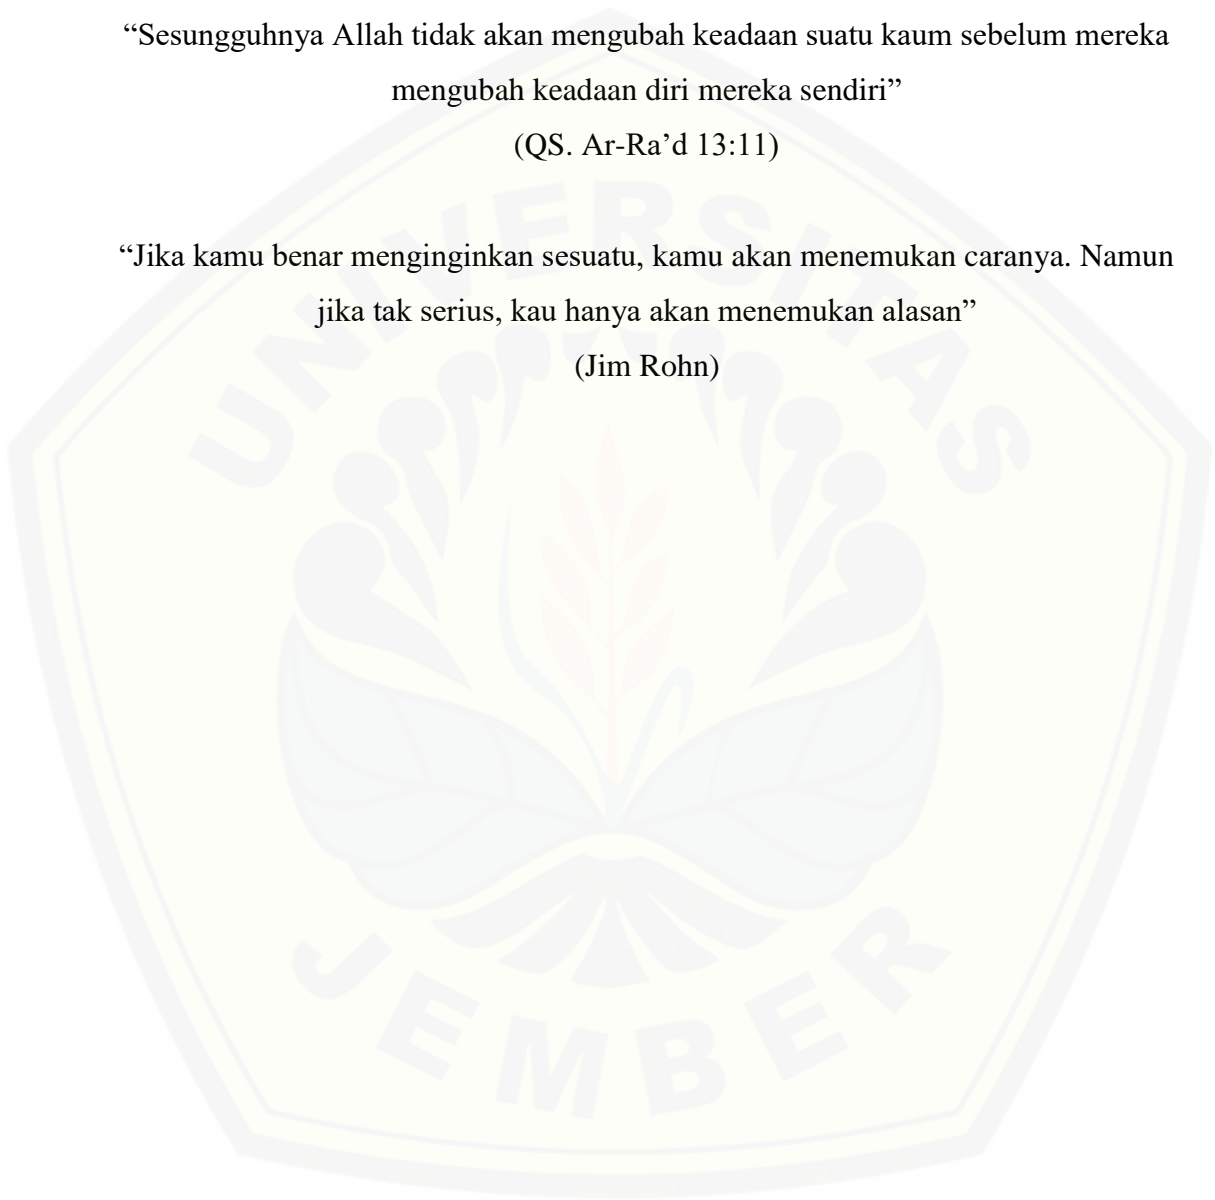 “Sesungguhnya Allah tidak akan mengubah keadaan suatu kaum sebelum mereka
mengubah keadaan diri mereka sendiri”
(QS. Ar-Ra’d 13:11)
“Jika kamu benar menginginkan sesuatu, kamu akan menemukan caranya. Namun
jika tak serius, kau hanya akan menemukan alasan”
(Jim Rohn)
UNIVERSITAS
JEMBER